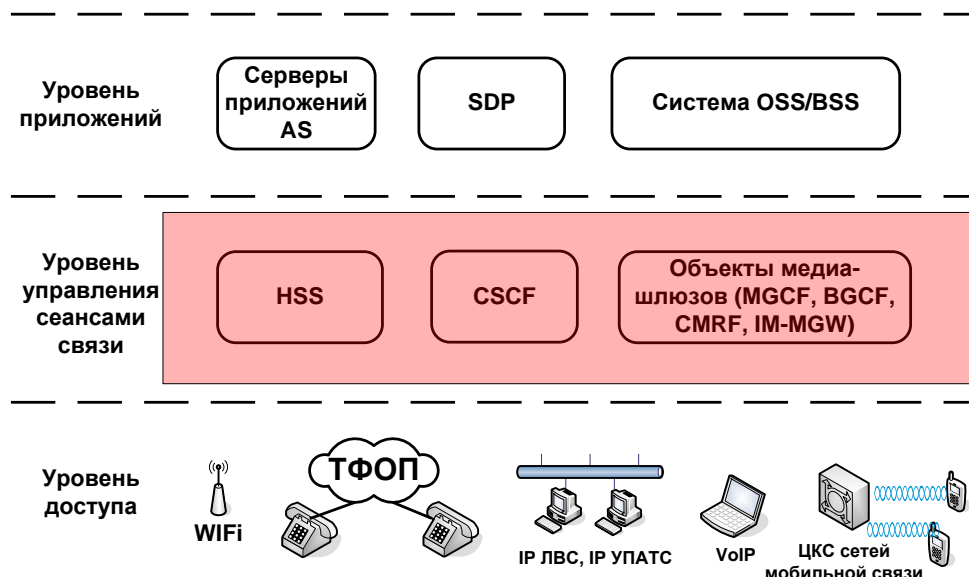 Уровень
приложений
Серверы
приложений
AS
SDP
Система OSS/BSS
Уровень
управления
сеансами
связи
HSS
CSCF
Объекты медиа-
шлюзов (MGCF, BGCF,
CMRF, IM-MGW)
Уровень
доступа
WIFi
ТФОП
IP ЛВС, IP УПАТС
VoIP
ЦКС сетей
мобильной связи